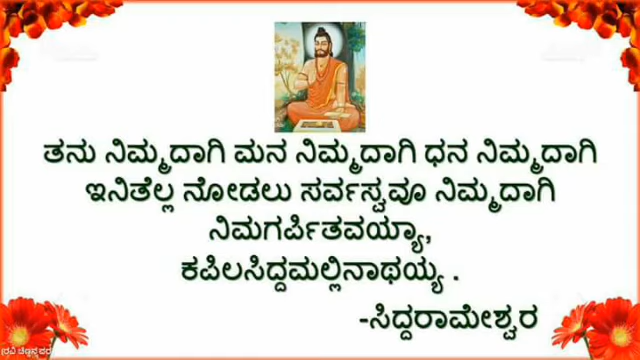 ತನು ನಿಮ್ಮದಾಗಿ ಮನ ನಿಮ್ಮದಾಗಿ ಧನ ನಿಮ್ಮದಾಗಿ
ಇನಿತೆಲ್ಲ ನೋಡಲು ಸರ್ವಸ್ವವೂ ನಿಮ್ಮದಾಗಿ
ನಿಮಗರ್ಪಿತವಯ್ಯಾ,
ಕಪಿಲಸಿದ್ದಮಲ್ಲಿನಾಥಯ್ಯ .
-ಸಿದ್ದರಾಮೇಶ್ವರ